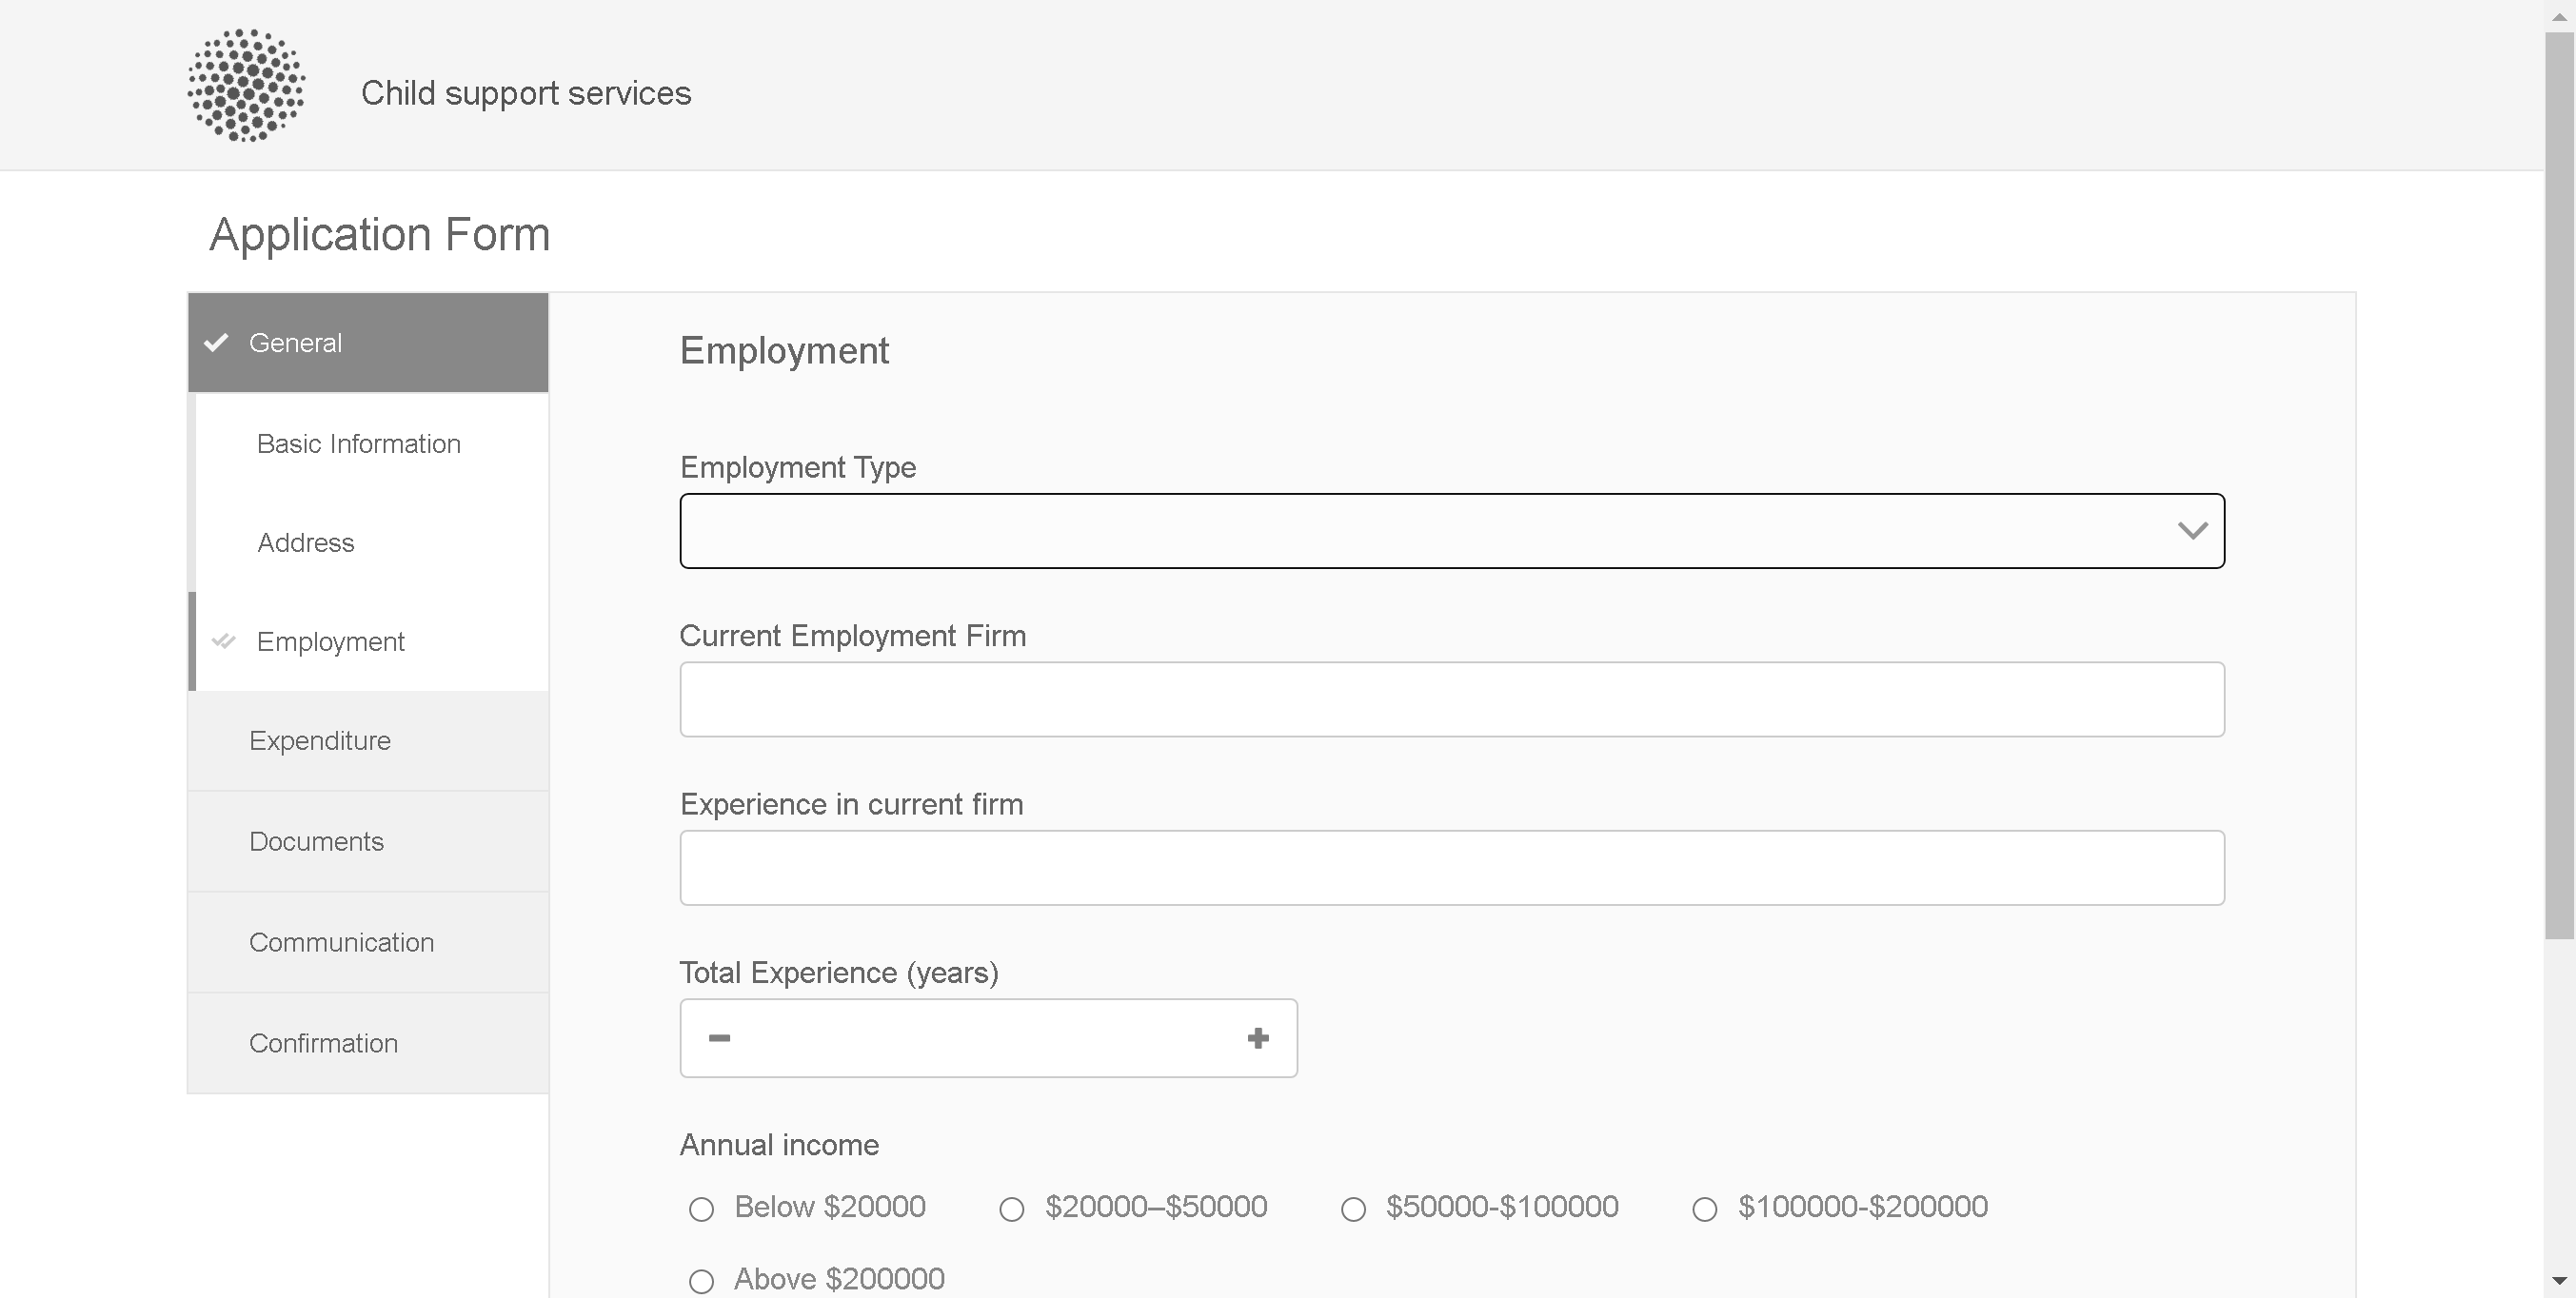 Child support services
Application Form
General
Basic Information
Address
Employment
Expenditure
Documents
Communication
Confirmation
Employment
Employment Type
Current Employment Firm
Experience in current firm
Total Experience (years)
Annual income
Below $20000
$20000–$50000
$50000-$100000
$100000-$200000
Above $200000